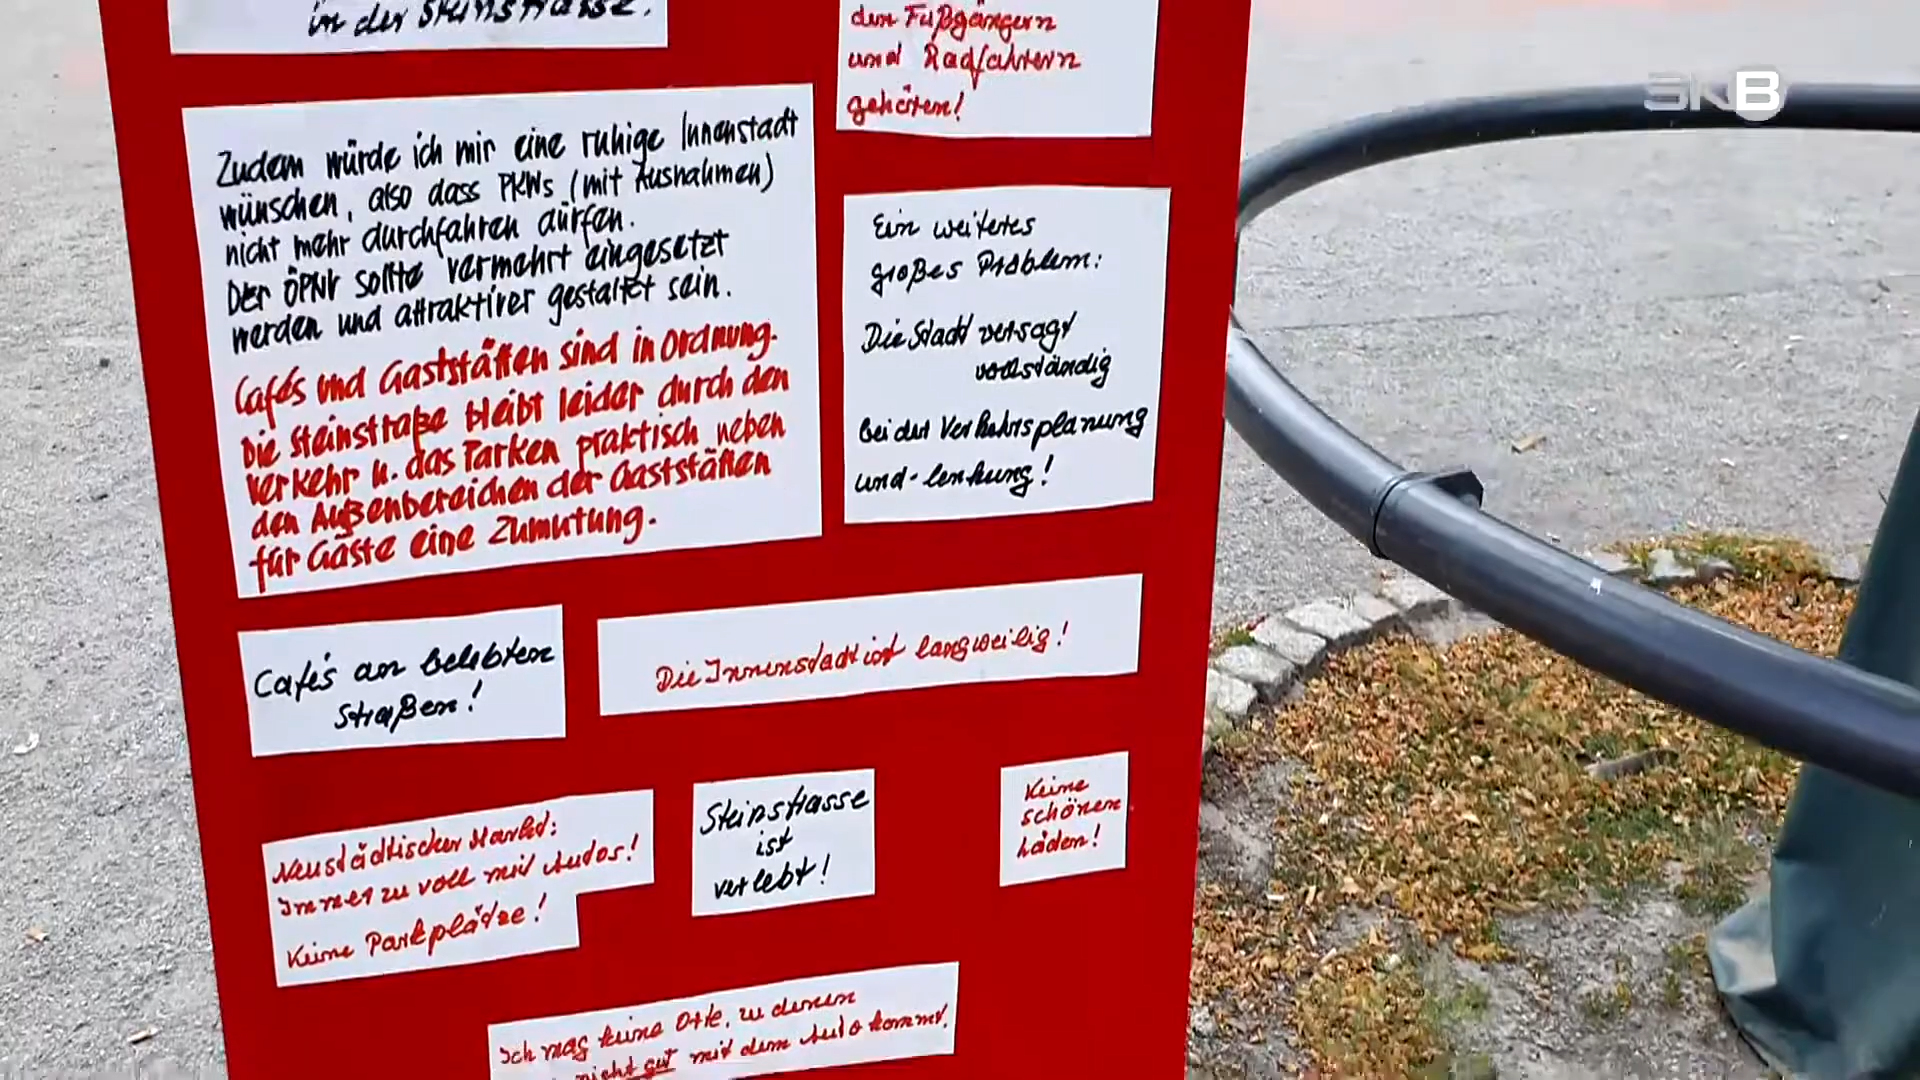 in der Steinstrasse.
den Fußgängern
und Radfahrern
gehören!
Zudem würde ich mir eine ruhige Innenstadt
wünschen, also dass PKWs (mit Ausnahmen)
nicht mehr durchfahren dürfen.
Der ÖPNV sollte vermehrt eingesetzt
werden und attraktiver gestaltet sein.
Cafés und Gaststätten sind in Ordnung.
Die Steinstraße bleibt leider durch den
Verkehr u. das Parken praktisch neben
den Außenbereichen der Gaststätten
für Gäste eine Zumutung.
Ein weiteres
großes Problem:
Die Stadt versagt
vollständig
bei der Verkehrsplanung
und -lenkung!
Cafés an belebten
Straßen!
Die Innenstadt ist langweilig!
Neustädtischer Markt:
Immer zu voll mit Autos!
Keine Parkplätze!
Steinstrasse
ist
verlebt!
Keine
schönen
Läden!
Ich mag keine Orte, zu denen
nicht gut mit dem Auto kommt.
SKB